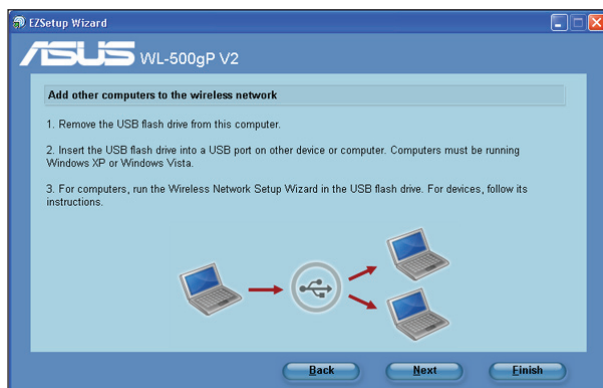 EZSetup Wizard
ASUS WL-500gP V2
Add other computers to the wireless network
1. Remove the USB flash drive from this computer.
2. Insert the USB flash drive into a USB port on other device or computer. Computers must be running
Windows XP or Windows Vista.
3. For computers, run the Wireless Network Setup Wizard in the USB flash drive. For devices, follow its
instructions.
Back Next Finish